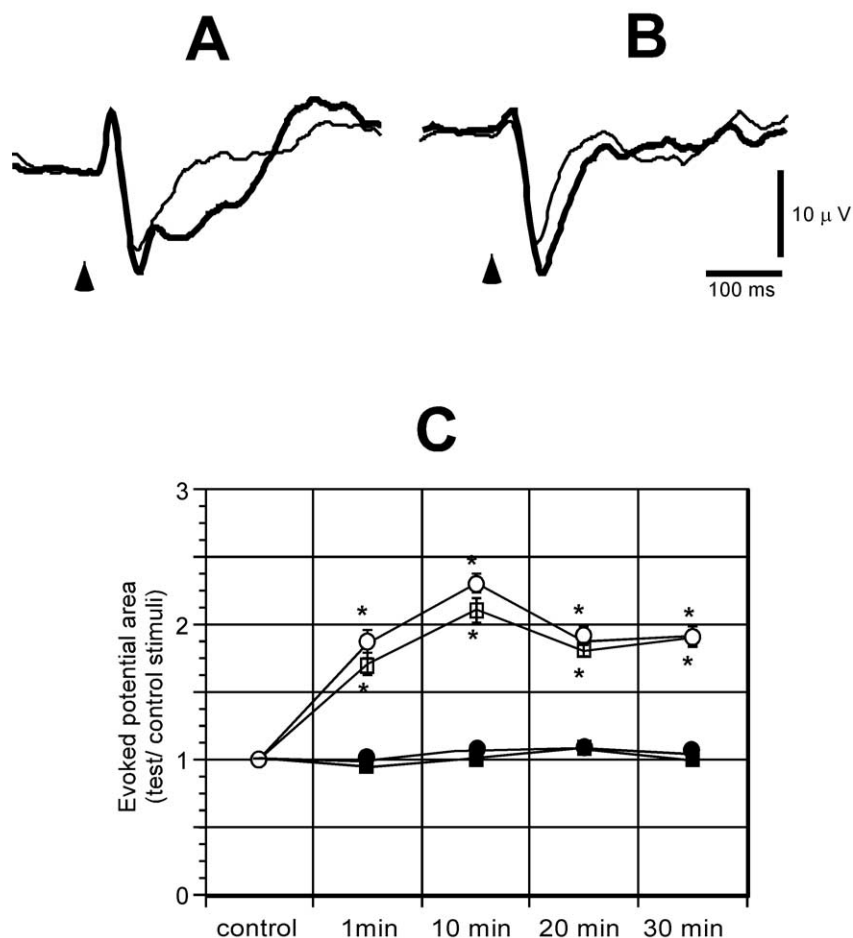 A
B
10 μ V
100 ms
C
Evoked potential area
(test/ control stimuli)
3
2
1
0
*
*
*
*
*
*
*
*
control
1min
10 min
20 min
30 min